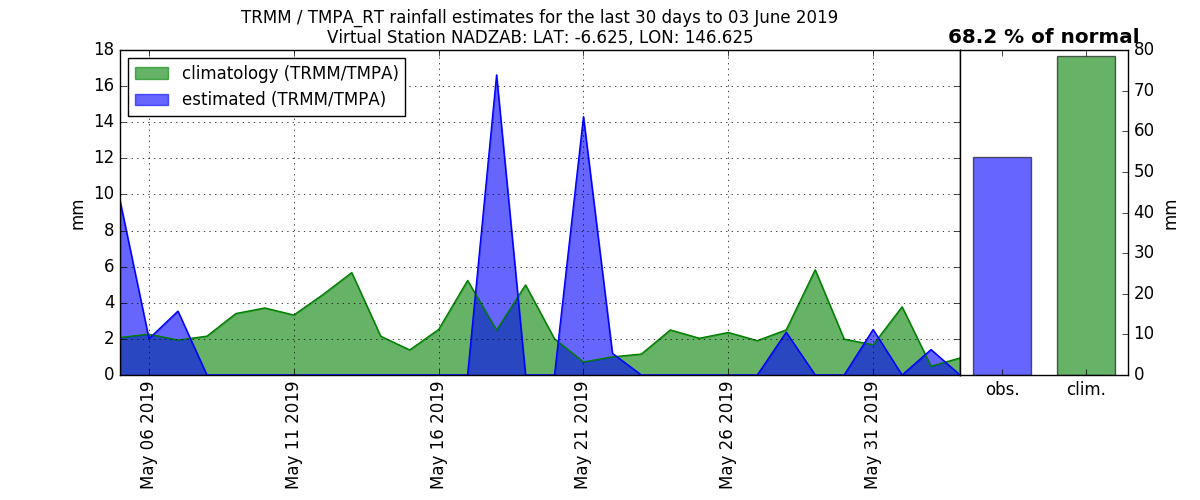 TRMM / TMPA_RT rainfall estimates for the last 30 days to 03 June 2019
Virtual Station NADZAB: LAT: -6.625, LON: 146.625
68.2 % of normal
climatology (TRMM/TMPA)
estimated (TRMM/TMPA)
18
16
14
12
10
8
6
4
2
0
mm
May 06 2019
May 11 2019
May 16 2019
May 21 2019
May 26 2019
May 31 2019
obs.
clim.
80
70
60
50
40
30
20
10
0
mm